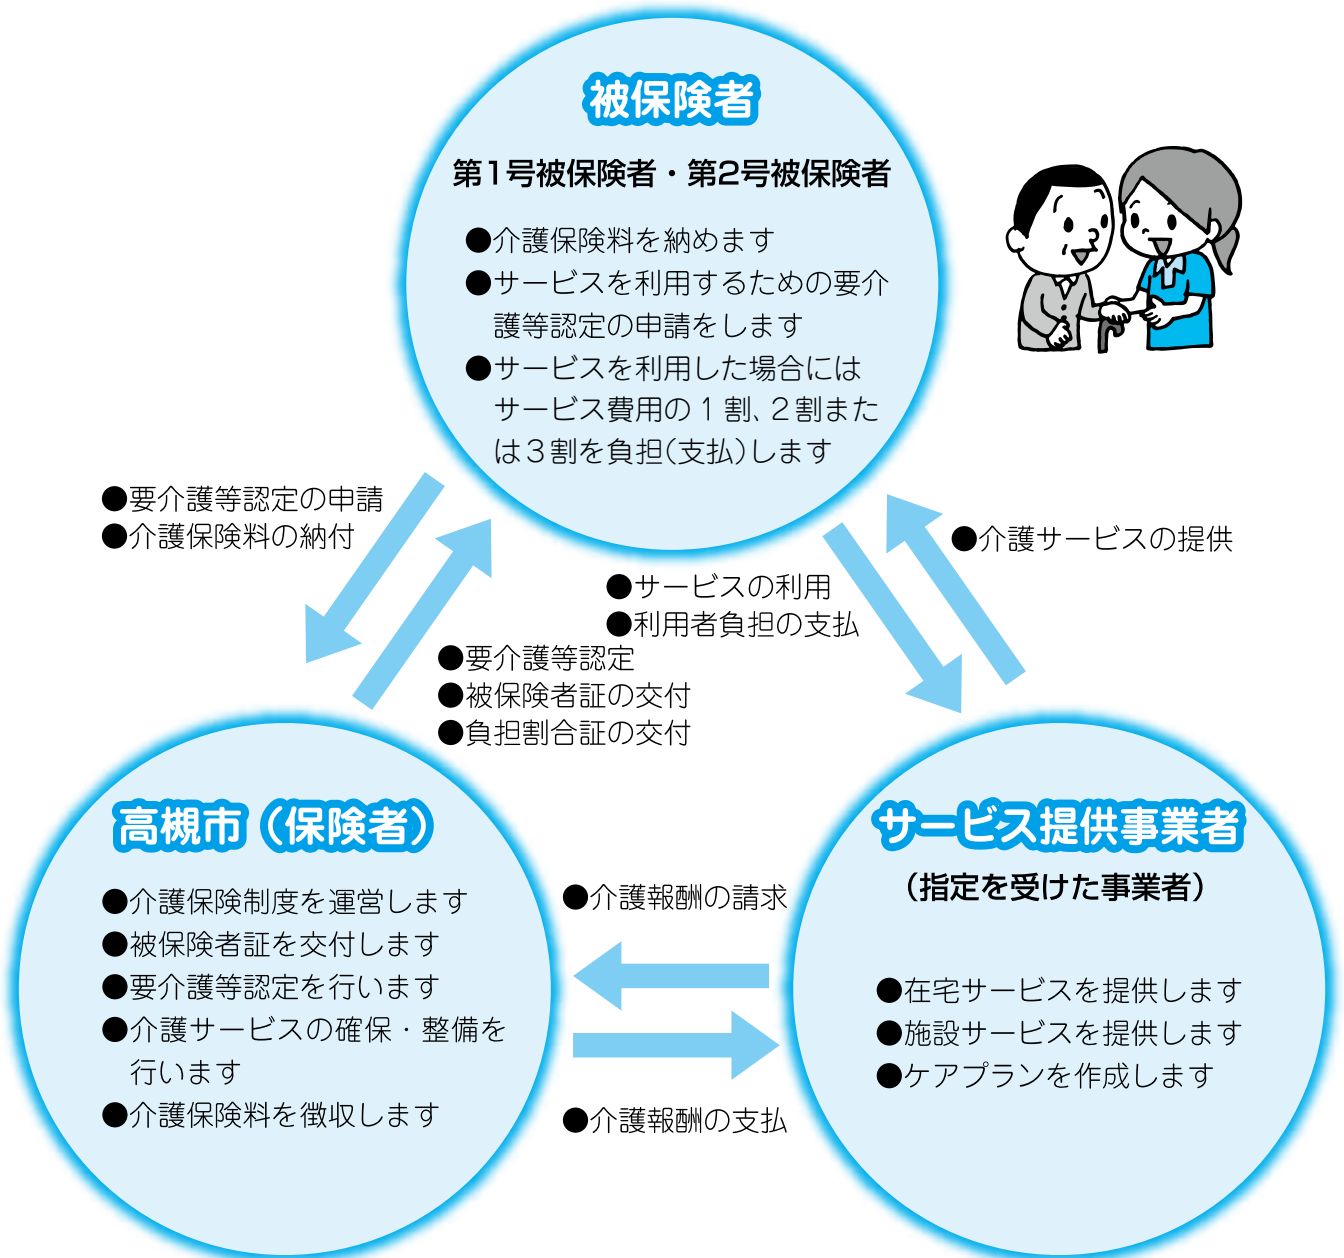 被保険者
第1号被保険者・第2号被保険者
●介護保険料を納めます
●サービスを利用するための要介
護等認定の申請をします
●サービスを利用した場合には
サービス費用の1割、2割また
は3割を負担(支払)します
●要介護等認定の申請
●介護保険料の納付
●介護サービスの提供
●サービスの利用
●利用者負担の支払
●要介護等認定
●被保険者証の交付
●負担割合証の交付
高槻市（保険者）
●介護保険制度を運営します
●被保険者証を交付します
●要介護等認定を行います
●介護サービスの確保・整備を
行います
●介護保険料を徴収します
●介護報酬の請求
●介護報酬の支払
サービス提供事業者
（指定を受けた事業者）
●在宅サービスを提供します
●施設サービスを提供します
●ケアプランを作成します